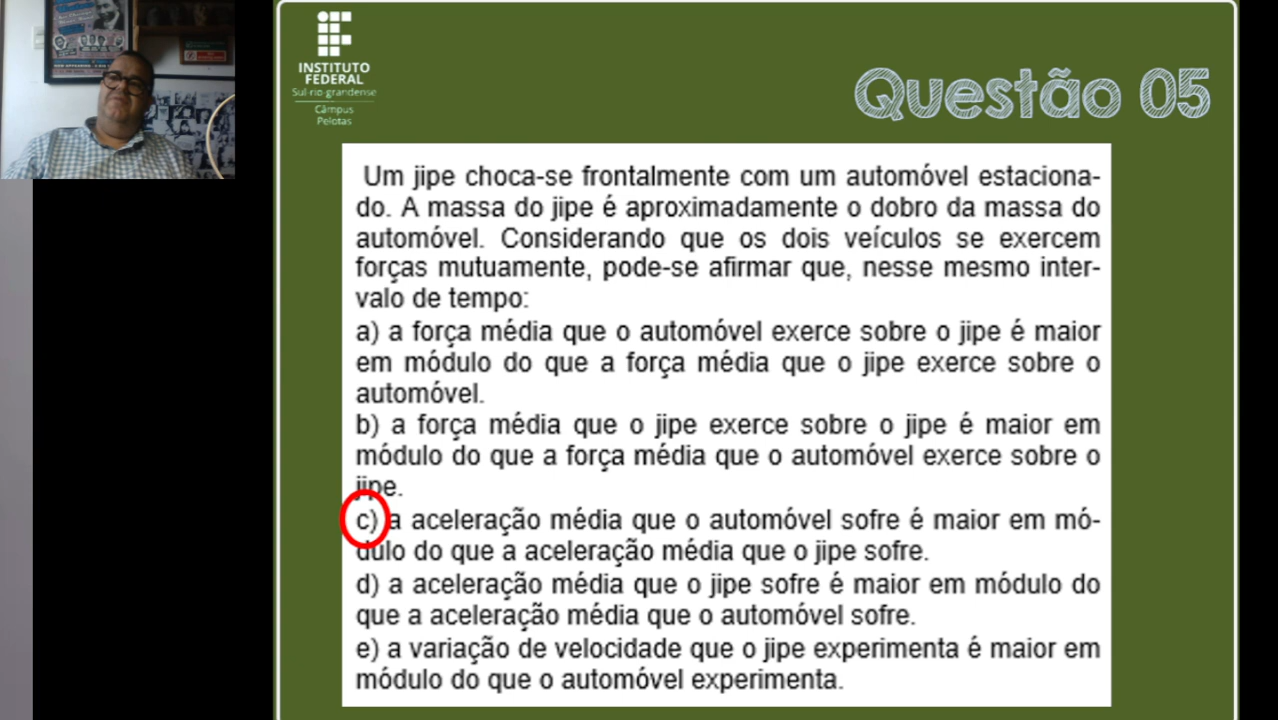 INSTITUTO
FEDERAL
Sul-rio-grandense
Câmpus
Pelotas
Questão 05
Um jipe choca-se frontalmente com um automóvel estaciona-
do. A massa do jipe é aproximadamente o dobro da massa do
automóvel. Considerando que os dois veículos se exercem
forças mutuamente, pode-se afirmar que, nesse mesmo inter-
valo de tempo:
a) a força média que o automóvel exerce sobre o jipe é maior
em módulo do que a força média que o jipe exerce sobre o
automóvel.
b) a força média que o jipe exerce sobre o jipe é maior em
módulo do que a força média que o automóvel exerce sobre o
jipe.
c) a aceleração média que o automóvel sofre é maior em mó-
dulo do que a aceleração média que o jipe sofre.
d) a aceleração média que o jipe sofre é maior em módulo do
que a aceleração média que o automóvel sofre.
e) a variação de velocidade que o jipe experimenta é maior em
módulo do que o automóvel experimenta.